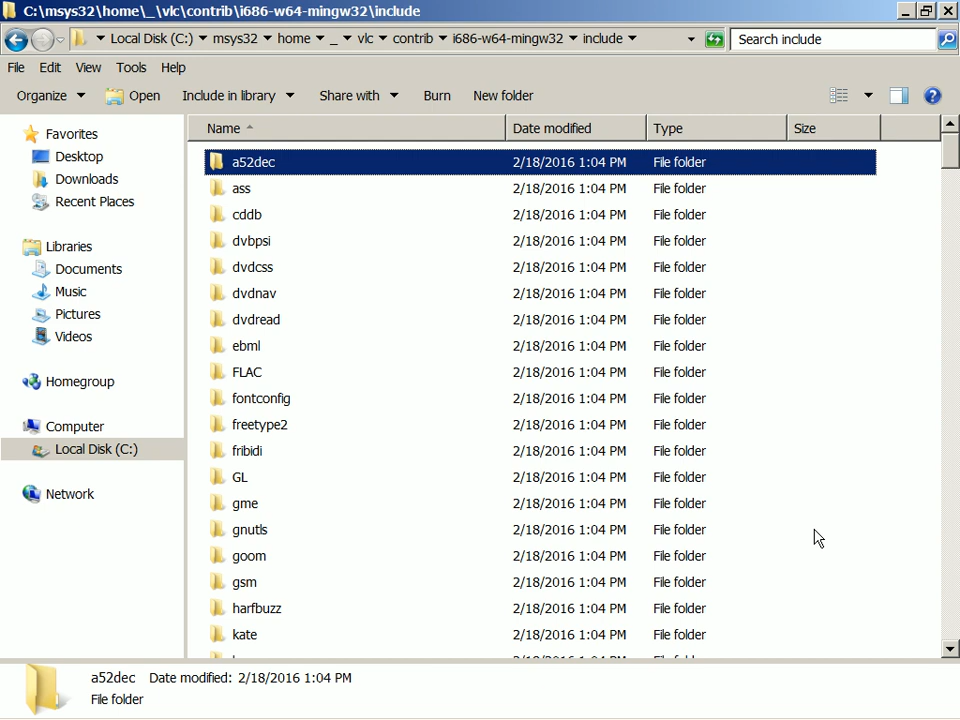 C:\msys32\home\_\vlc\contrib\i686-w64-mingw32\include
Local Disk (C:) msys32 home _ vlc contrib i686-w64-mingw32 include Search include
File Edit View Tools Help
Organize Open Include in library Share with Burn New folder
Favorites
Desktop
Downloads
Recent Places
Libraries
Documents
Music
Pictures
Videos
Homegroup
Computer
Local Disk (C:)
Network
Name Date modified Type Size
a52dec 2/18/2016 1:04 PM File folder
ass 2/18/2016 1:04 PM File folder
cddb 2/18/2016 1:04 PM File folder
dvbpsi 2/18/2016 1:04 PM File folder
dvdcss 2/18/2016 1:04 PM File folder
dvdnav 2/18/2016 1:04 PM File folder
dvdread 2/18/2016 1:04 PM File folder
ebml 2/18/2016 1:04 PM File folder
FLAC 2/18/2016 1:04 PM File folder
fontconfig 2/18/2016 1:04 PM File folder
freetype2 2/18/2016 1:04 PM File folder
fribidi 2/18/2016 1:04 PM File folder
GL 2/18/2016 1:04 PM File folder
gme 2/18/2016 1:04 PM File folder
gnutls 2/18/2016 1:04 PM File folder
goom 2/18/2016 1:04 PM File folder
gsm 2/18/2016 1:04 PM File folder
harfbuzz 2/18/2016 1:04 PM File folder
kate 2/18/2016 1:04 PM File folder
a52dec Date modified: 2/18/2016 1:04 PM
File folder